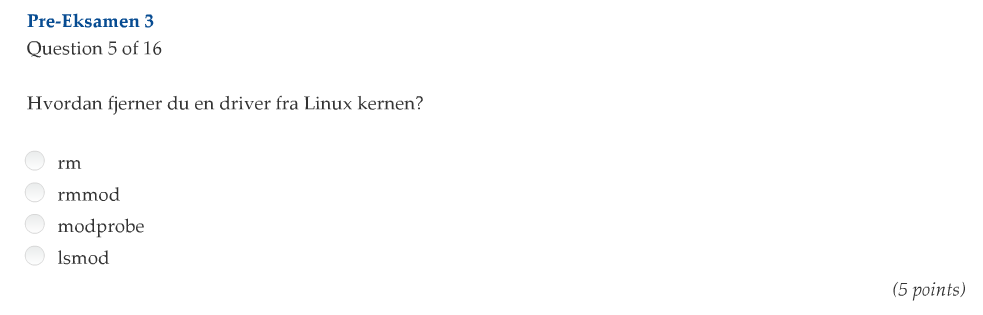 Pre-Eksamen 3
Question 5 of 16
Hvordan fjerner du en driver fra Linux kernen?
rm
rmmod
modprobe
lsmod
(5 points)